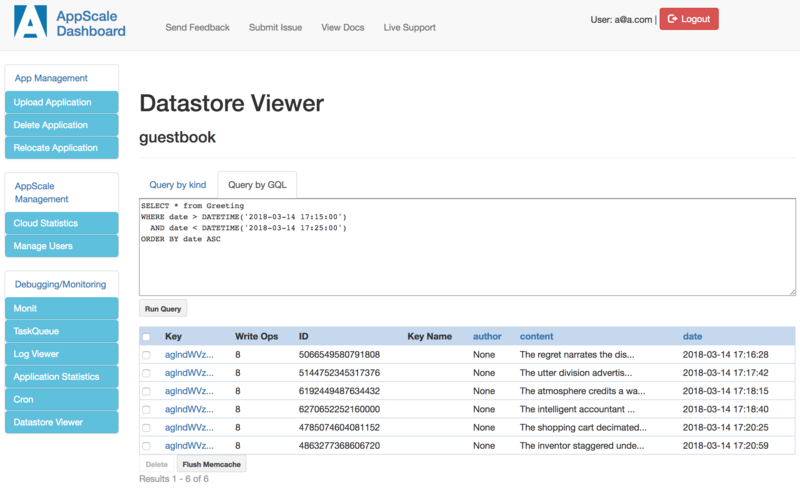 AppScale
Dashboard
Send Feedback Submit Issue View Docs Live Support
User: a@a.com | Logout
App Management
Upload Application
Delete Application
Relocate Application
AppScale
Management
Cloud Statistics
Manage Users
Debugging/Monitoring
Monit
TaskQueue
Log Viewer
Application Statistics
Cron
Datastore Viewer
Datastore Viewer
guestbook
Query by kind Query by GQL
SELECT * from Greeting
WHERE date > DATETIME('2018-03-14 17:15:00')
AND date < DATETIME('2018-03-14 17:25:00')
ORDER BY date ASC
Run Query
Key Write Ops ID Key Name author content date
aglndWVz... 8 5066549580791808 None The regret narrates the dis... 2018-03-14 17:16:28
aglndWVz... 8 5144752345317376 None The utter division advertis... 2018-03-14 17:17:42
aglndWVz... 8 6192449487634432 None The atmosphere credits a wa... 2018-03-14 17:18:15
aglndWVz... 8 6270652252160000 None The intelligent accountant ... 2018-03-14 17:18:40
aglndWVz... 8 4785074604081152 None The shopping cart decimated... 2018-03-14 17:20:25
aglndWVz... 8 4863277368606720 None The inventor staggered unde... 2018-03-14 17:20:59
Delete Flush Memcache
Results 1 - 6 of 6